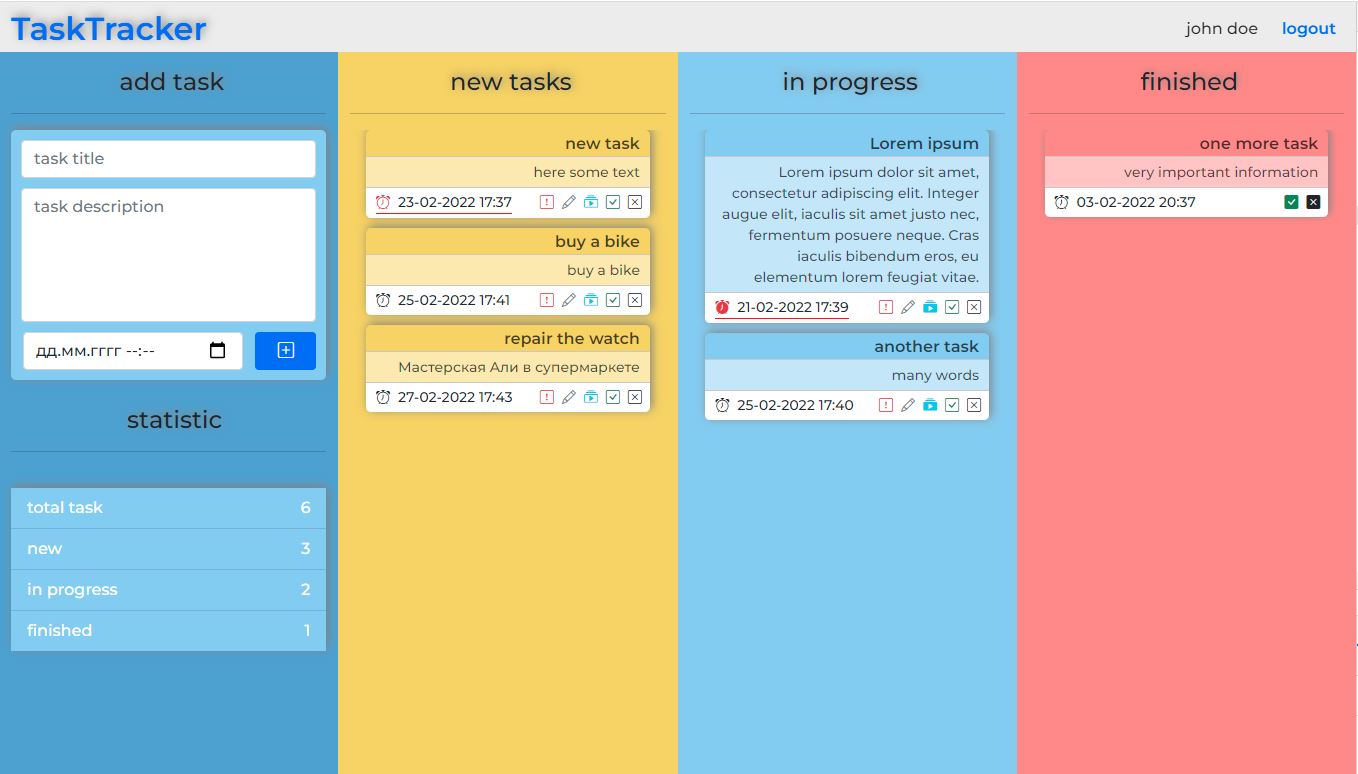 TaskTracker
john doe
logout
add task
task title
task description
дд.мм.гггг --:--
statistic
total task 6
new 3
in progress 2
finished 1
new tasks
new task
here some text
23-02-2022 17:37
buy a bike
buy a bike
25-02-2022 17:41
repair the watch
Мастерская Али в супермаркете
27-02-2022 17:43
in progress
Lorem ipsum
Lorem ipsum dolor sit amet,
consectetur adipiscing elit. Integer
augue elit, iaculis sit amet justo nec,
fermentum posuere neque. Cras
iaculis bibendum eros, eu
elementum lorem feugiat vitae.
21-02-2022 17:39
another task
many words
25-02-2022 17:40
finished
one more task
very important information
03-02-2022 20:37